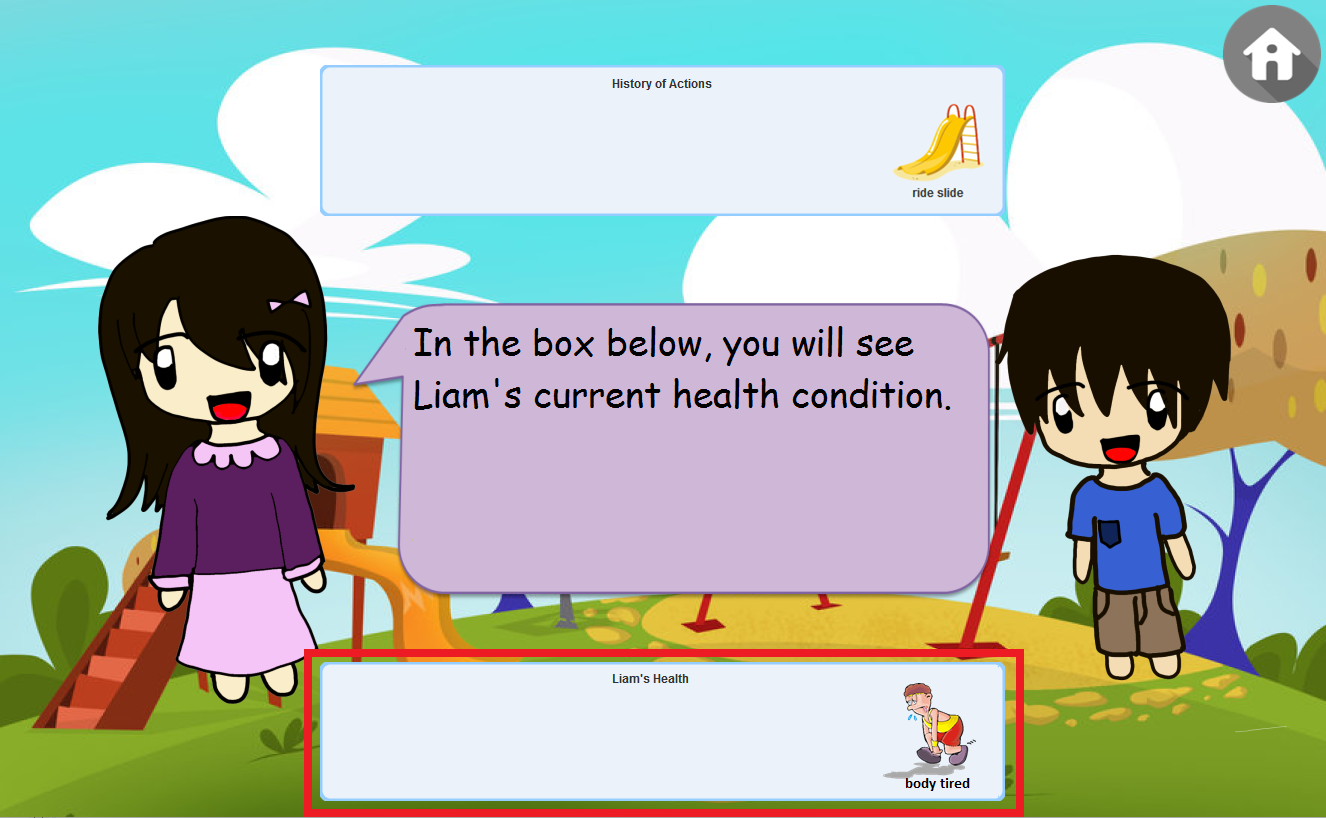 History of Actions
ride slide
In the box below, you will see
Liam's current health condition.
Liam's Health
body tired